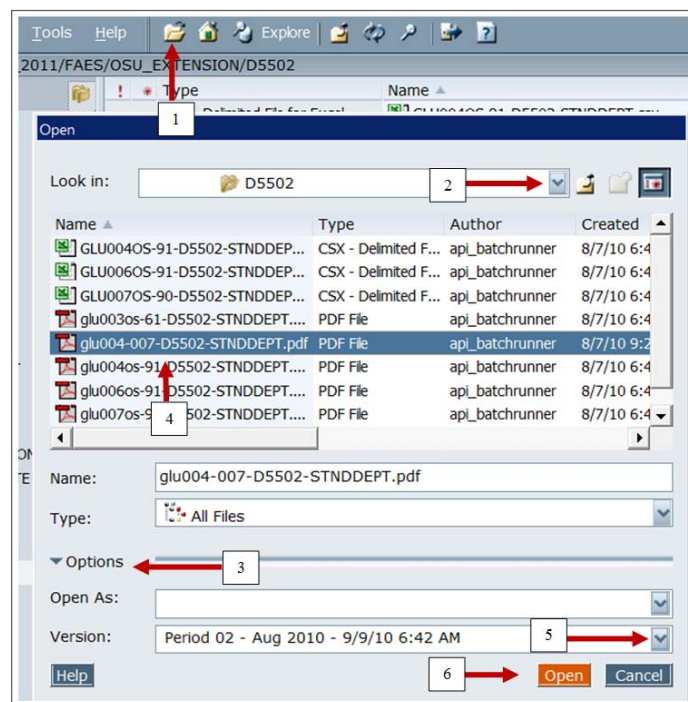 Tools Help Explore
_2011/FAES/OSU_EXTENSION/D5502
! * Type Name
1
Open
Look in: D5502 2
Name Type Author Created
GLU004OS-91-D5502-STNDDEP... CSX - Delimited F... api_batchrunner 8/7/10 6:4
GLU006OS-91-D5502-STNDDEP... CSX - Delimited F... api_batchrunner 8/7/10 6:4
GLU007OS-90-D5502-STNDDEP... CSX - Delimited F... api_batchrunner 8/7/10 6:4
glu003os-61-D5502-STNDDEPT.... PDF File api_batchrunner 8/7/10 6:4
glu004-007-D5502-STNDDEPT.pdf PDF File api_batchrunner 8/7/10 9:2
glu004os-91-D5502-STNDDEPT.... PDF File api_batchrunner 8/7/10 6:4
glu006os-91-D5502-STNDDEPT.... PDF File api_batchrunner 8/7/10 6:4
glu007os-9 5502-STNDDEPT.... PDF File api_batchrunner 8/7/10 6:4
4
Name: glu004-007-D5502-STNDDEPT.pdf
Type: All Files
Options 3
Open As:
Version: Period 02 - Aug 2010 - 9/9/10 6:42 AM 5
Help 6 Open Cancel